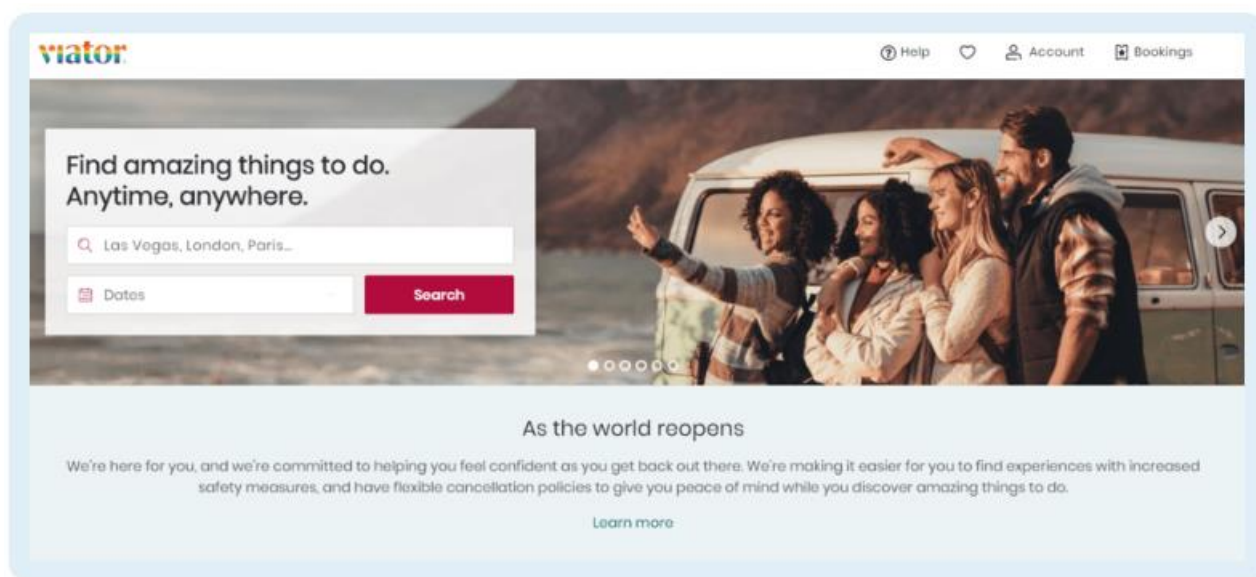 viator
Help
Account
Bookings
Find amazing things to do.
Anytime, anywhere.
Las Vegas, London, Paris...
Dates
Search
As the world reopens
We're here for you, and we're committed to helping you feel confident as you get back out there. We're making it easier for you to find experiences with increased
safety measures, and have flexible cancellation policies to give you peace of mind while you discover amazing things to do.
Learn more